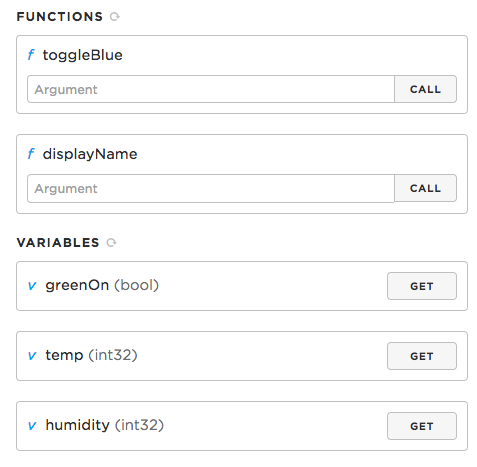 FUNCTIONS
f toggleBlue
Argument CALL
f displayName
Argument CALL
VARIABLES
v greenOn (bool) GET
v temp (int32) GET
v humidity (int32) GET